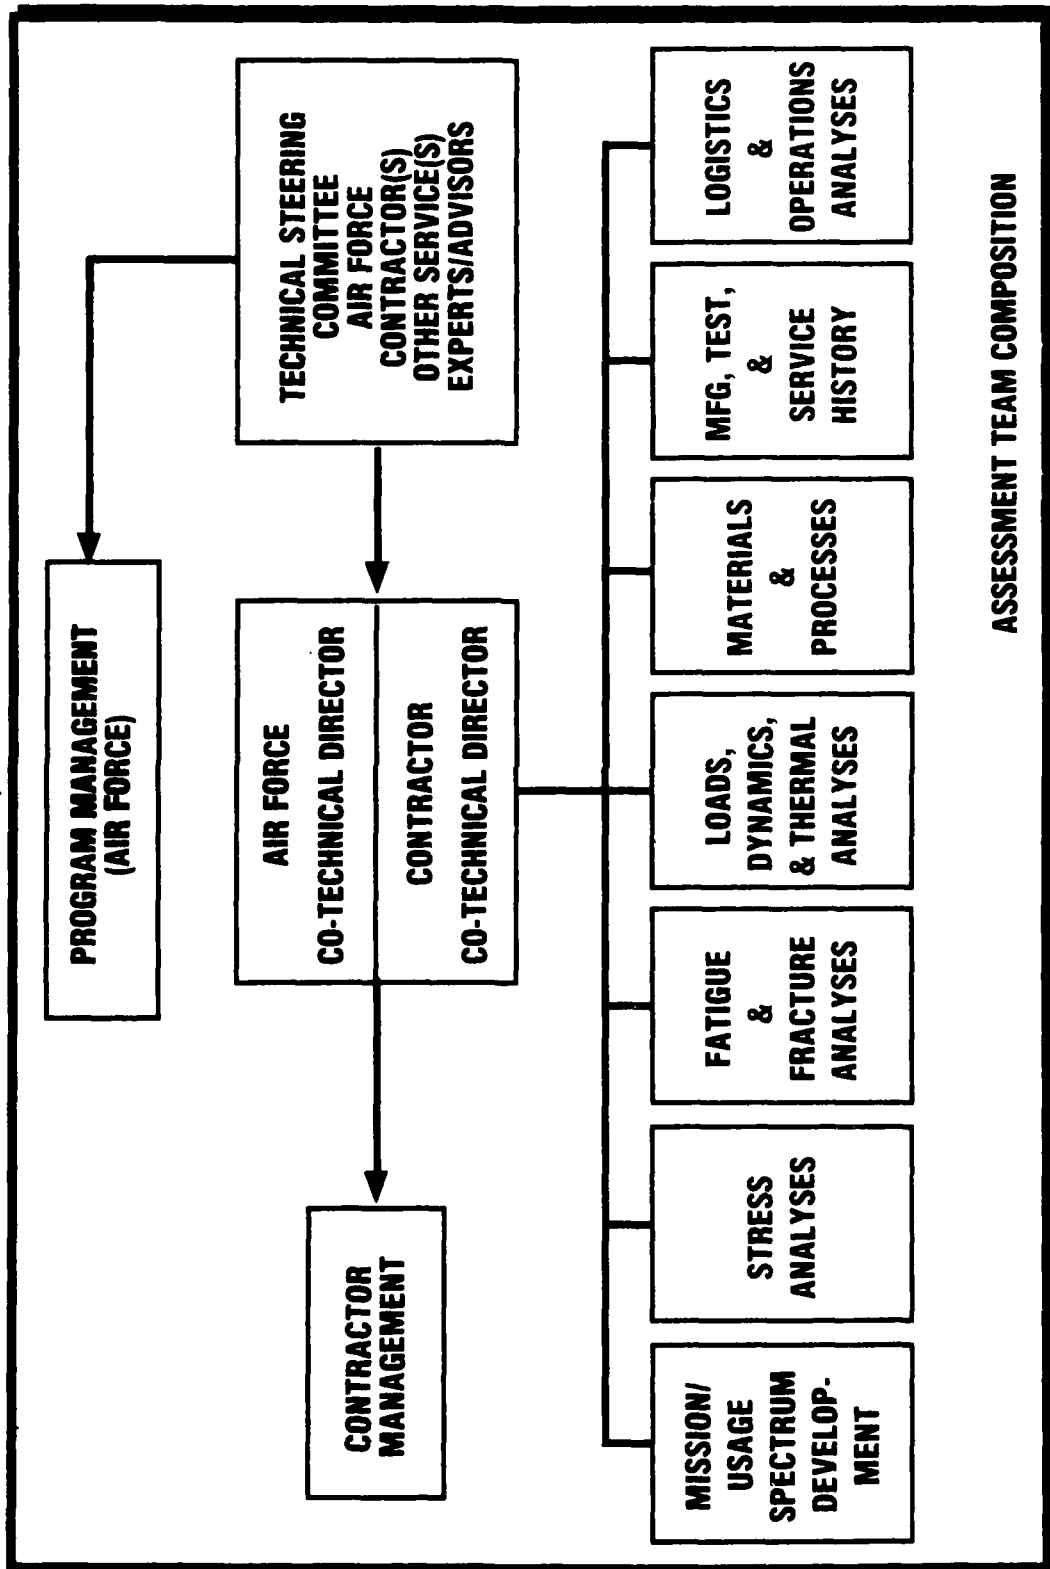 PROGRAM MANAGEMENT
(AIR FORCE)
CONTRACTOR
MANAGEMENT
AIR FORCE
CO-TECHNICAL DIRECTOR
CONTRACTOR
CO-TECHNICAL DIRECTOR
TECHNICAL STEERING
COMMITTEE
AIR FORCE
CONTRACTOR(S)
OTHER SERVICE(S)
EXPERTS/ADVISORS
MISSION/
USAGE
SPECTRUM
DEVELOP-
MENT
STRESS
ANALYSES
FATIGUE
&
FRACTURE
ANALYSES
LOADS,
DYNAMICS,
& THERMAL
ANALYSES
MATERIALS
&
PROCESSES
MFG, TEST,
&
SERVICE
HISTORY
LOGISTICS
&
OPERATIONS
ANALYSES
ASSESSMENT TEAM COMPOSITION